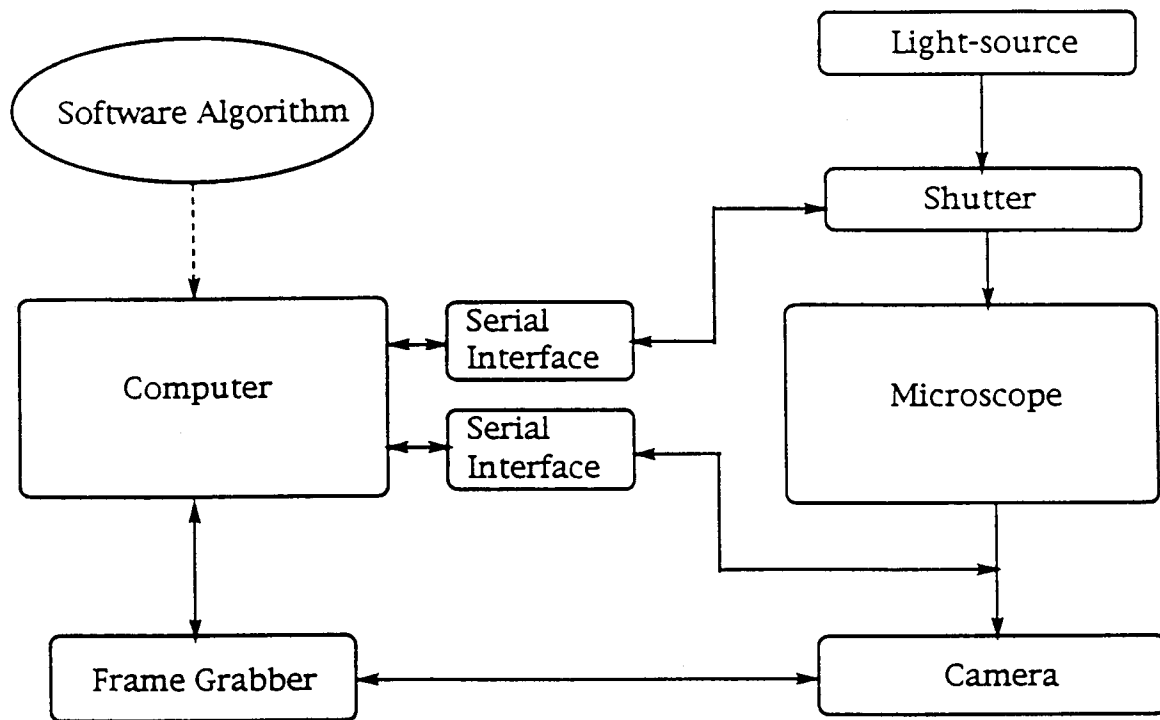 Light-source
Software Algorithm
Shutter
Serial
Interface
Computer
Microscope
Serial
Interface
Frame Grabber
Camera